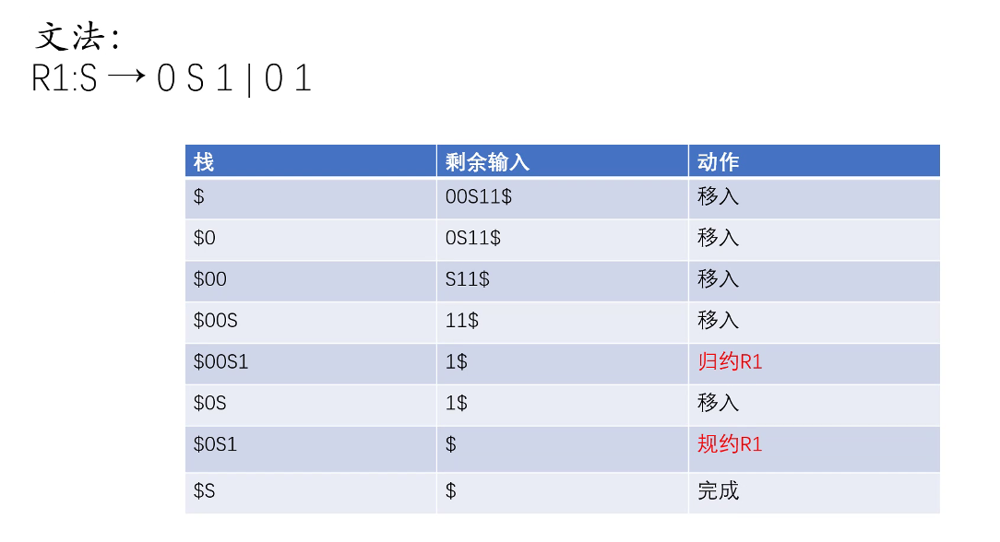 文法:
R1:S → 0 S 1 | 0 1
栈 剩余输入 动作
$ 00S11$ 移入
$0 0S11$ 移入
$00 S11$ 移入
$00S 11$ 移入
$00S1 1$ 归约R1
$0S 1$ 移入
$0S1 $ 规约R1
$S $ 完成